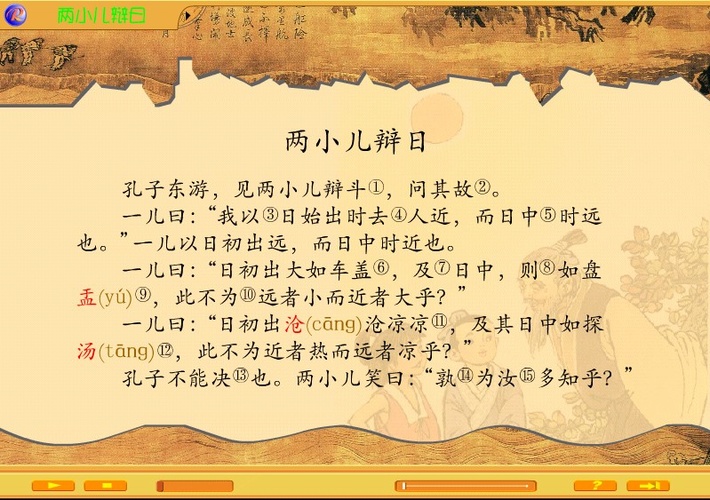 两小儿辩日
两小儿辩日
孔子东游，见两小儿辩斗①，问其故②。
一儿曰：“我以③日始出时去④人近，而日中⑤时远
也。”一儿以日初出远，而日中时近也。
一儿曰：“日初出大如车盖⑥，及⑦日中，则⑧如盘
盂(yú)⑨，此不为⑩远者小而近者大乎？”
一儿曰：“日初出沧(cāng)沧凉凉⑪，及其日中如探
汤(tāng)⑫，此不为近者热而远者凉乎？”
孔子不能决⑬也。两小儿笑曰：“孰⑭为汝⑮多知乎？”
?